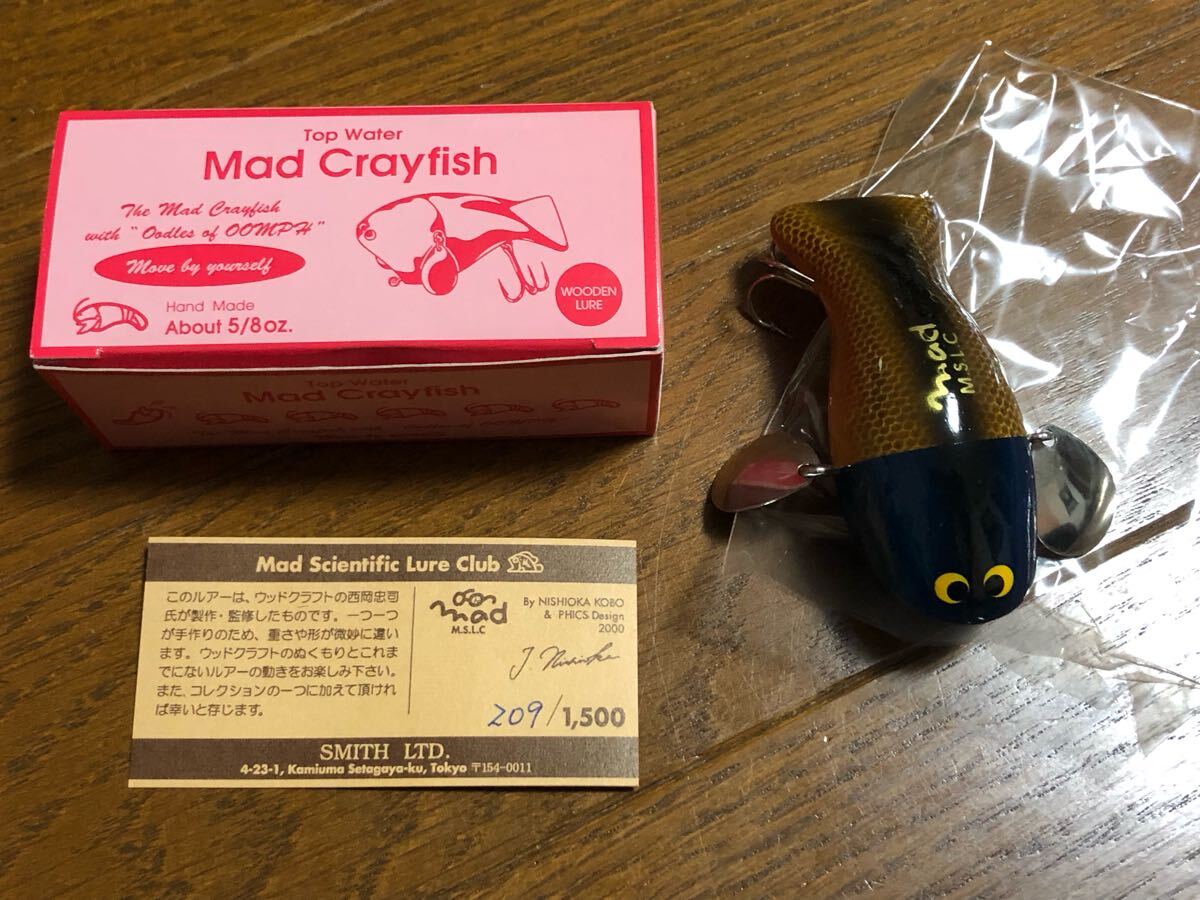 Top Water
Mad Crayfish
The Mad Crayfish
with "Oodles of OOMPH"
Move by yourself
Hand Made
About 5/8oz.
WOODEN
LURE
Top Water
Mad Crayfish
mad
M.S.L.C
Mad Scientific Lure Club
このルアーは、ウッドクラフトの西岡忠司
氏が製作・監修したものです。一つ一つ
が手作りのため、重さや形が微妙に違い
ます。ウッドクラフトのぬくもりとこれま
でにないルアーの動きをお楽しみ下さい。
また、コレクションの一つに加えて頂けれ
ば幸いと存じます。
mad
M.S.L.C
By NISHIOKA KOBO
& PHICS Design
2000
209/1,500
SMITH LTD.
4-23-1, Kamiuma Setagaya-ku, Tokyo 〒154-0011